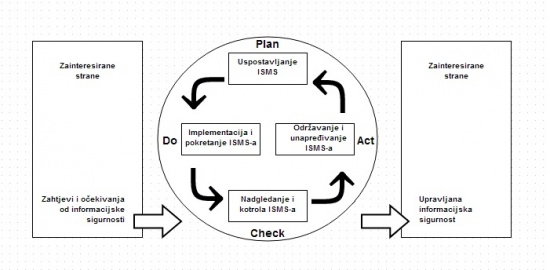 Zainteresirane
strane
Zahtjevi i očekivanja
od informacijske
sigurnosti
Plan
Uspostavljanje
ISMS
Do
Implementacija i
pokretanje ISMS-a
Održavanje i
unapređivanje
ISMS-a
Act
Nadgledanje i
kotrola ISMS-a
Check
Zainteresirane
strane
Upravljana
informacijska
sigurnost